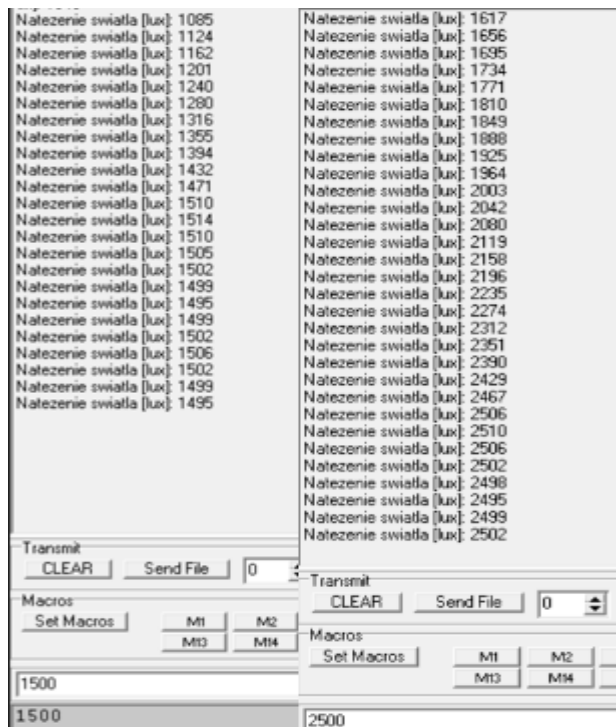 Natezenie swiatla [lux]: 1085
Natezenie swiatla [lux]: 1124
Natezenie swiatla [lux]: 1162
Natezenie swiatla [lux]: 1201
Natezenie swiatla [lux]: 1240
Natezenie swiatla [lux]: 1280
Natezenie swiatla [lux]: 1316
Natezenie swiatla [lux]: 1355
Natezenie swiatla [lux]: 1394
Natezenie swiatla [lux]: 1432
Natezenie swiatla [lux]: 1471
Natezenie swiatla [lux]: 1510
Natezenie swiatla [lux]: 1514
Natezenie swiatla [lux]: 1510
Natezenie swiatla [lux]: 1505
Natezenie swiatla [lux]: 1502
Natezenie swiatla [lux]: 1499
Natezenie swiatla [lux]: 1495
Natezenie swiatla [lux]: 1499
Natezenie swiatla [lux]: 1502
Natezenie swiatla [lux]: 1506
Natezenie swiatla [lux]: 1502
Natezenie swiatla [lux]: 1499
Natezenie swiatla [lux]: 1495
Transmit
CLEAR Send File 0
Macros
Set Macros M1 M2
M13 M14
1500
1500
Natezenie swiatla [lux]: 1617
Natezenie swiatla [lux]: 1656
Natezenie swiatla [lux]: 1695
Natezenie swiatla [lux]: 1734
Natezenie swiatla [lux]: 1771
Natezenie swiatla [lux]: 1810
Natezenie swiatla [lux]: 1849
Natezenie swiatla [lux]: 1888
Natezenie swiatla [lux]: 1925
Natezenie swiatla [lux]: 1964
Natezenie swiatla [lux]: 2003
Natezenie swiatla [lux]: 2042
Natezenie swiatla [lux]: 2080
Natezenie swiatla [lux]: 2119
Natezenie swiatla [lux]: 2158
Natezenie swiatla [lux]: 2196
Natezenie swiatla [lux]: 2235
Natezenie swiatla [lux]: 2274
Natezenie swiatla [lux]: 2312
Natezenie swiatla [lux]: 2351
Natezenie swiatla [lux]: 2390
Natezenie swiatla [lux]: 2429
Natezenie swiatla [lux]: 2467
Natezenie swiatla [lux]: 2506
Natezenie swiatla [lux]: 2510
Natezenie swiatla [lux]: 2506
Natezenie swiatla [lux]: 2502
Natezenie swiatla [lux]: 2498
Natezenie swiatla [lux]: 2495
Natezenie swiatla [lux]: 2499
Natezenie swiatla [lux]: 2502
Transmit
CLEAR Send File 0
Macros
Set Macros M1 M2
M13 M14
2500